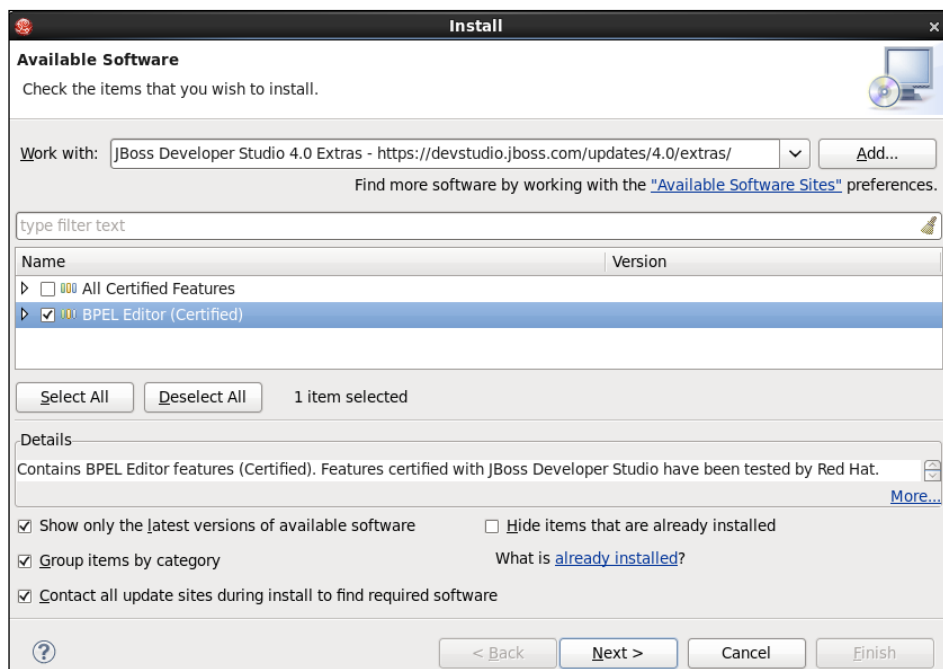 Install
Available Software
Check the items that you wish to install.
Work with: JBoss Developer Studio 4.0 Extras - https://devstudio.jboss.com/updates/4.0/extras/ Add...
Find more software by working with the "Available Software Sites" preferences.
type filter text
Name Version
All Certified Features
BPEL Editor (Certified)
Select All Deselect All 1 item selected
Details
Contains BPEL Editor features (Certified). Features certified with JBoss Developer Studio have been tested by Red Hat.
More...
Show only the latest versions of available software Hide items that are already installed
Group items by category What is already installed?
Contact all update sites during install to find required software
? < Back Next > Cancel Finish